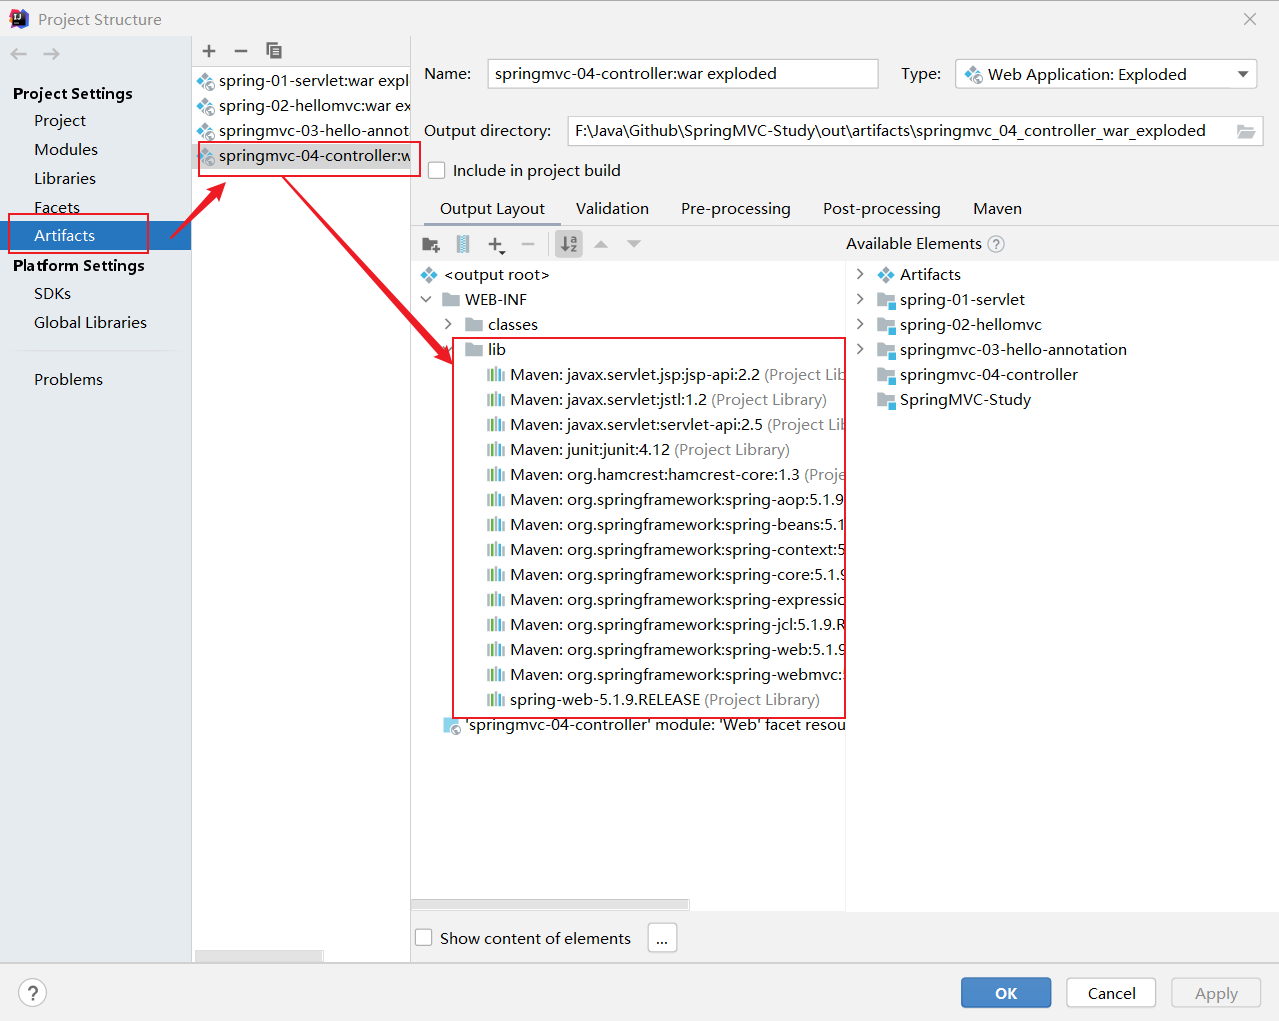 Project Structure
Project Settings
Project
Modules
Libraries
Facets
Artifacts
Platform Settings
SDKs
Global Libraries
Problems
spring-01-servlet:war expl
spring-02-hellomvc:war ex
springmvc-03-hello-annot
springmvc-04-controller:w
Name: springmvc-04-controller:war exploded
Type: Web Application: Exploded
Output directory: F:\Java\Github\SpringMVC-Study\out\artifacts\springmvc_04_controller_war_exploded
Include in project build
Output Layout Validation Pre-processing Post-processing Maven
Available Elements ?
<output root>
WEB-INF
classes
lib
Maven: javax.servlet.jsp:jsp-api:2.2 (Project Lib
Maven: javax.servlet:jstl:1.2 (Project Library)
Maven: javax.servlet:servlet-api:2.5 (Project Lib
Maven: junit:junit:4.12 (Project Library)
Maven: org.hamcrest:hamcrest-core:1.3 (Proje
Maven: org.springframework:spring-aop:5.1.9
Maven: org.springframework:spring-beans:5.1
Maven: org.springframework:spring-context:5
Maven: org.springframework:spring-core:5.1.9
Maven: org.springframework:spring-expressio
Maven: org.springframework:spring-jcl:5.1.9.R
Maven: org.springframework:spring-web:5.1.9
Maven: org.springframework:spring-webmvc:5
spring-web-5.1.9.RELEASE (Project Library)
'springmvc-04-controller' module: 'Web' facet resou
Artifacts
spring-01-servlet
spring-02-hellomvc
springmvc-03-hello-annotation
springmvc-04-controller
SpringMVC-Study
Show content of elements ...
? OK Cancel Apply